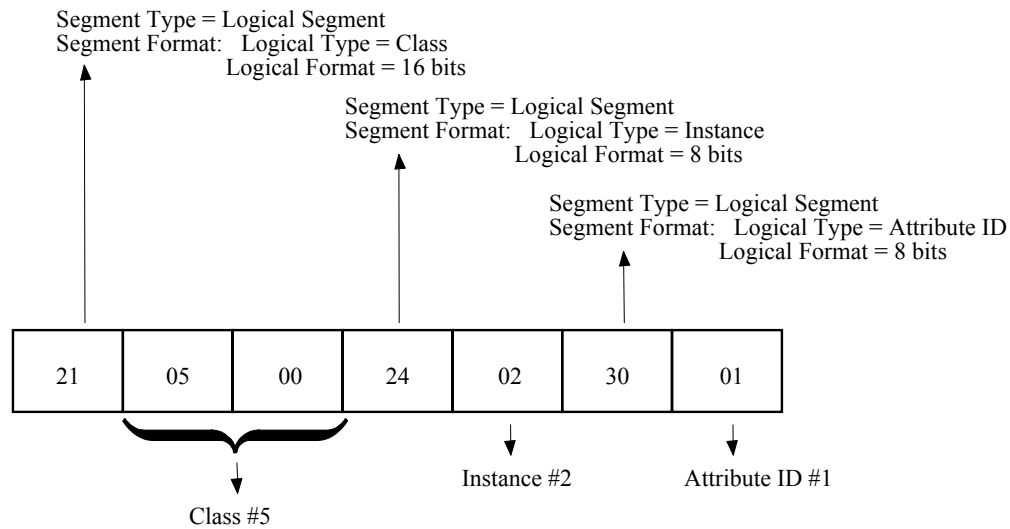 Segment Type = Logical Segment
Segment Format: Logical Type = Class
Logical Format = 16 bits
Segment Type = Logical Segment
Segment Format: Logical Type = Instance
Logical Format = 8 bits
Segment Type = Logical Segment
Segment Format: Logical Type = Attribute ID
Logical Format = 8 bits
21 05 00 24 02 30 01
Instance #2 Attribute ID #1
Class #5